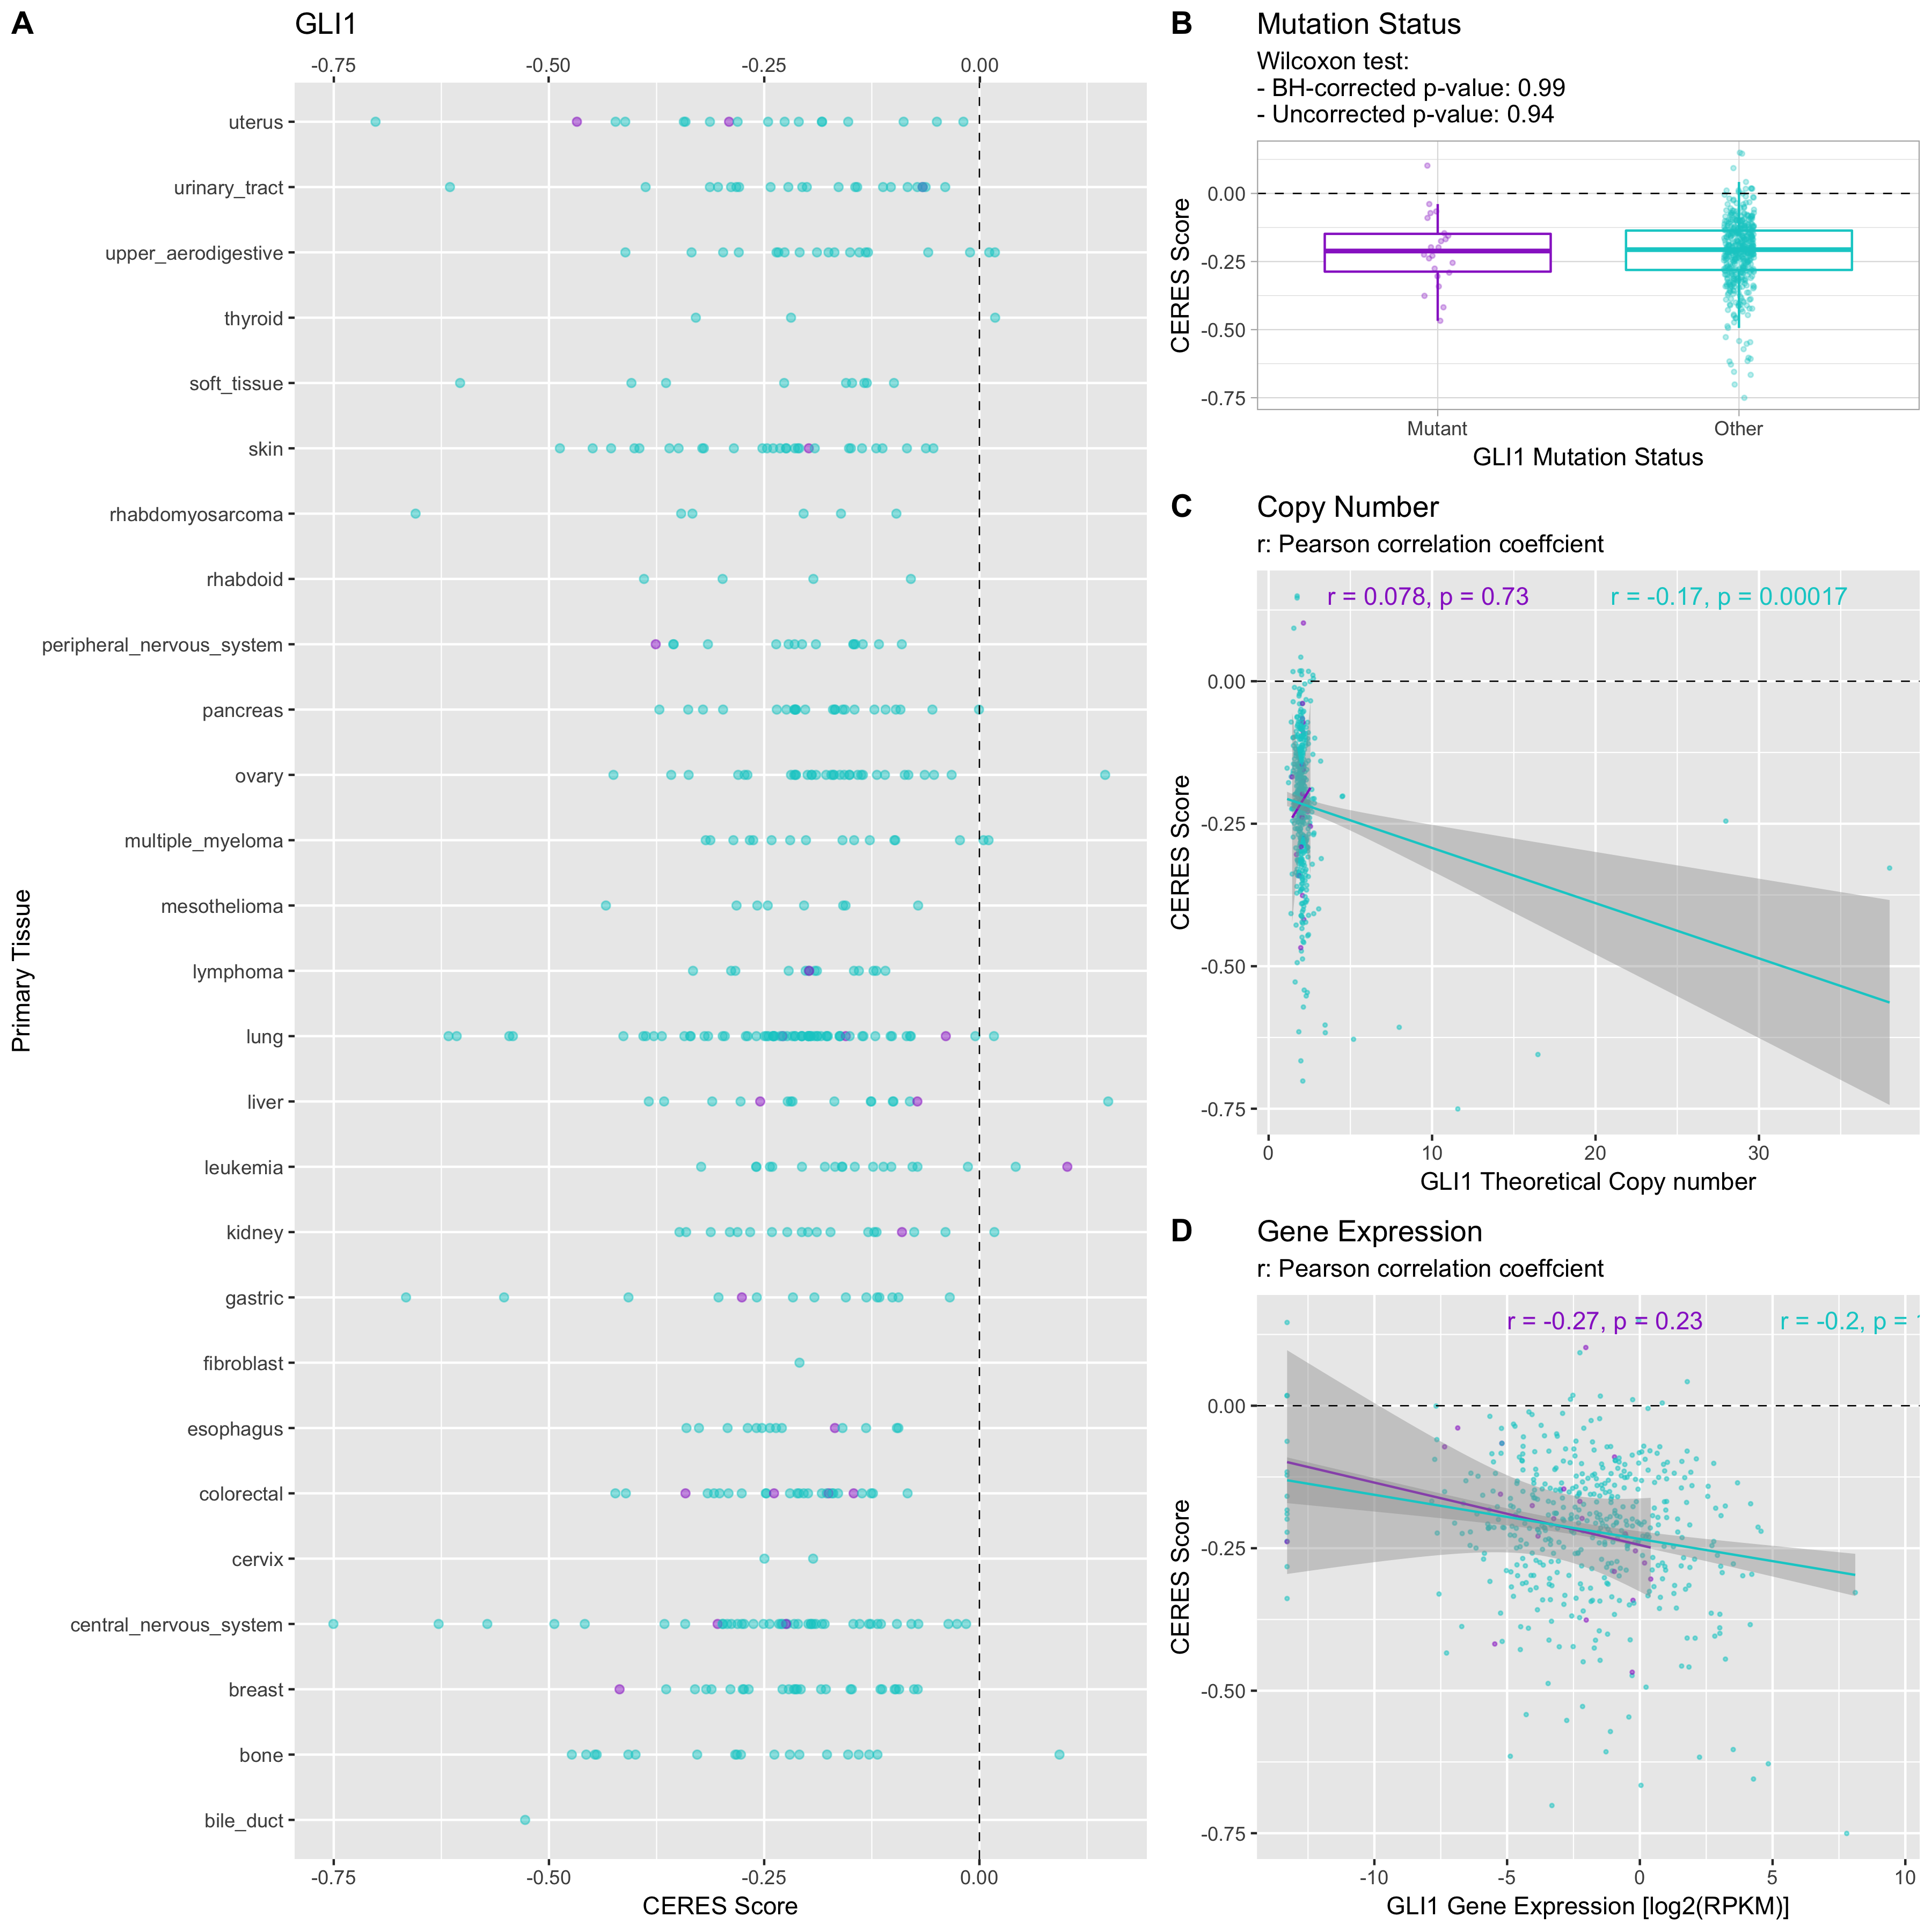 A
GLI1
-0.75 -0.50 -0.25 0.00
uterus
urinary_tract
upper_aerodigestive
thyroid
soft_tissue
skin
rhabdomyosarcoma
rhabdoid
peripheral_nervous_system
pancreas
ovary
multiple_myeloma
mesothelioma
lymphoma
lung
liver
leukemia
kidney
gastric
fibroblast
esophagus
colorectal
cervix
central_nervous_system
breast
bone
bile_duct
Primary Tissue
-0.75 -0.50 -0.25 0.00
CERES Score
B
Mutation Status
Wilcoxon test:
- BH-corrected p-value: 0.99
- Uncorrected p-value: 0.94
CERES Score
0.00
-0.25
-0.50
-0.75
Mutant Other
GLI1 Mutation Status
C
Copy Number
r: Pearson correlation coeffcient
r = 0.078, p = 0.73 r = -0.17, p = 0.00017
CERES Score
0.00
-0.25
-0.50
-0.75
0 10 20 30
GLI1 Theoretical Copy number
D
Gene Expression
r: Pearson correlation coeffcient
r = -0.27, p = 0.23 r = -0.2, p =
CERES Score
0.00
-0.25
-0.50
-0.75
-10 -5 0 5 10
GLI1 Gene Expression [log2(RPKM)]